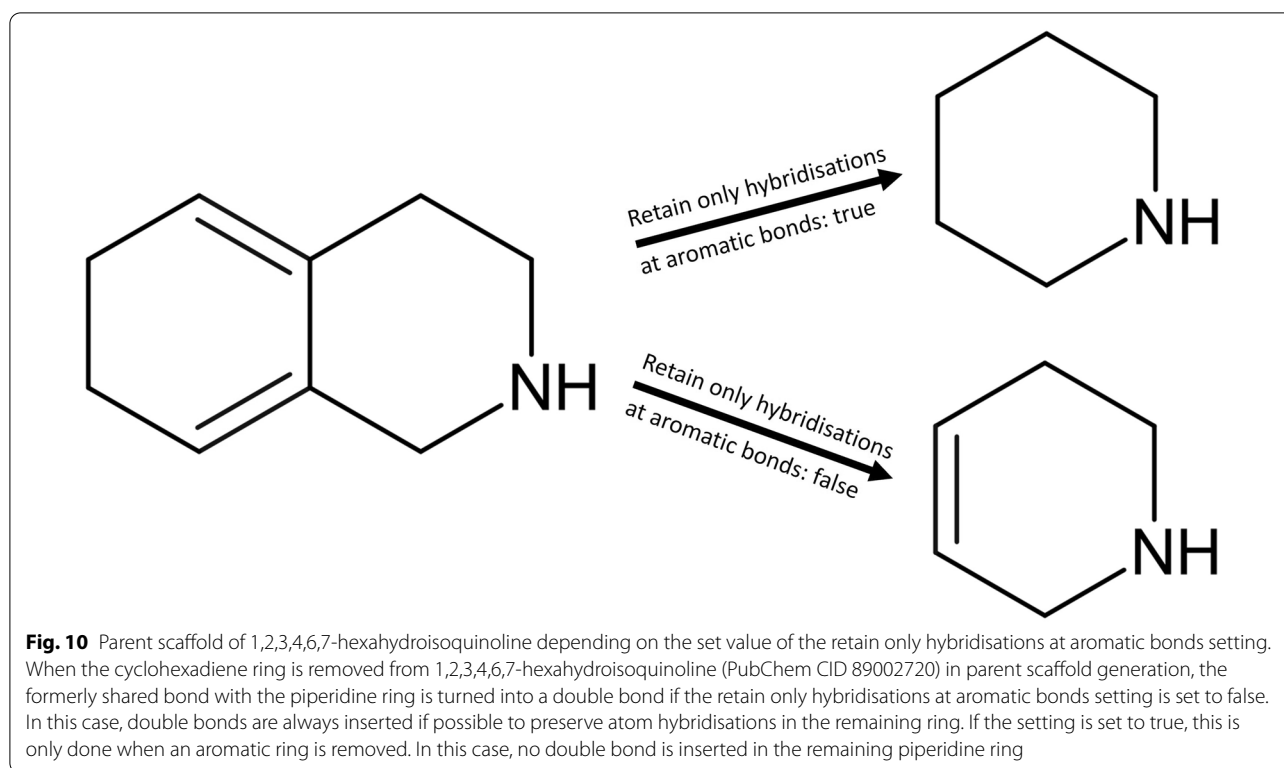 Retain only hybridisations
at aromatic bonds: true
NH
NH
Retain only hybridisations
at aromatic bonds: false
NH
Fig. 10 Parent scaffold of 1,2,3,4,6,7-hexahydroisoquinoline depending on the set value of the retain only hybridisations at aromatic bonds setting.
When the cyclohexadiene ring is removed from 1,2,3,4,6,7-hexahydroisoquinoline (PubChem CID 89002720) in parent scaffold generation, the
formerly shared bond with the piperidine ring is turned into a double bond if the retain only hybridisations at aromatic bonds setting is set to false.
In this case, double bonds are always inserted if possible to preserve atom hybridisations in the remaining ring. If the setting is set to true, this is
only done when an aromatic ring is removed. In this case, no double bond is inserted in the remaining piperidine ring